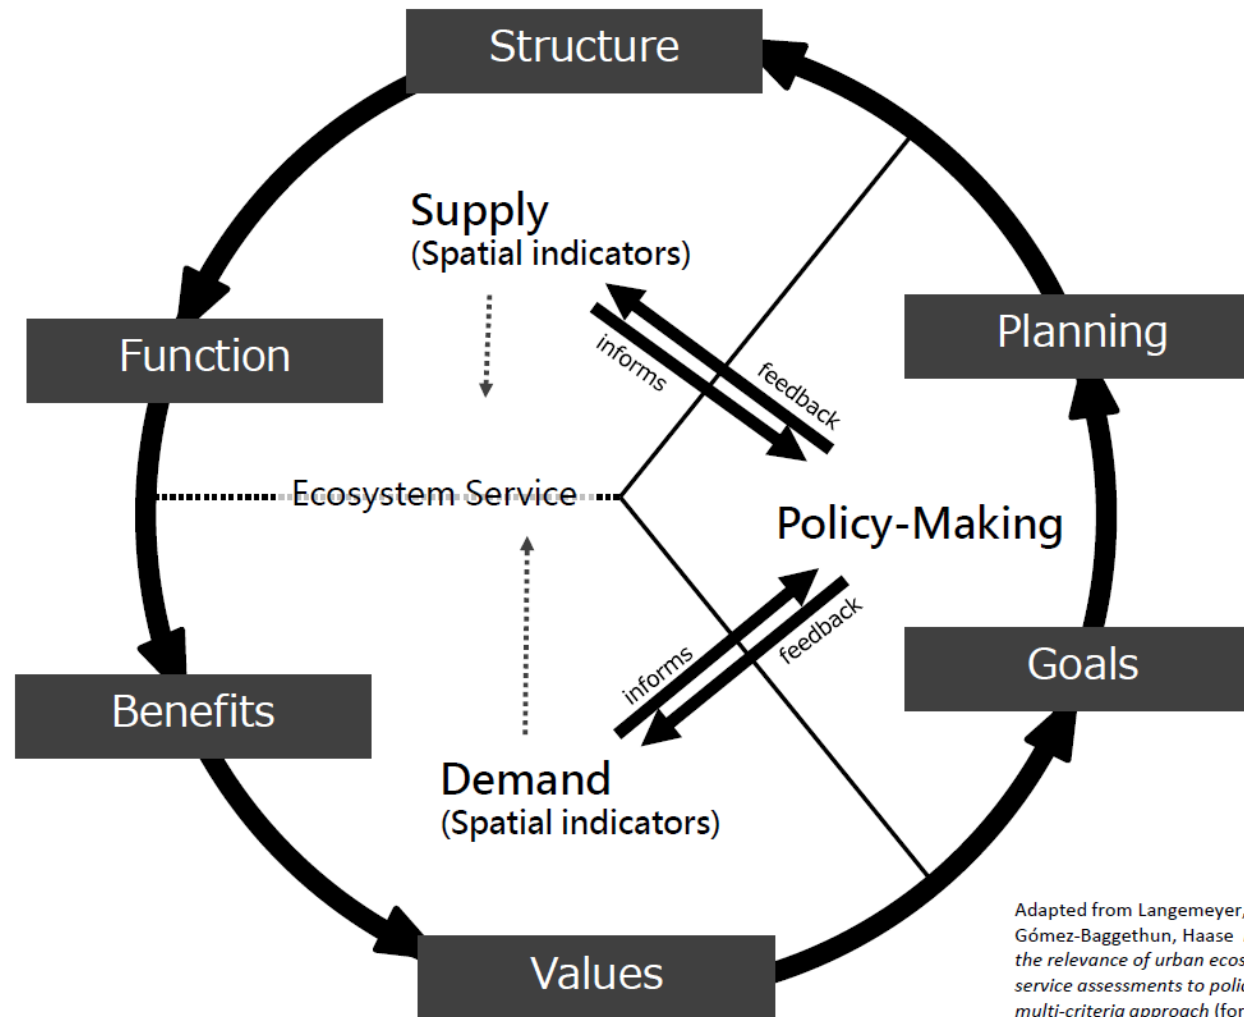 Structure
Supply
(Spatial indicators)
Function
Planning
informs
feedback
Ecosystem Service
Policy-Making
informs
feedback
Benefits
Goals
Demand
(Spatial indicators)
Values
Adapted from Langemeyer,
Gómez-Baggethun, Haase
the relevance of urban ecos
service assessments to polic
multi-criteria approach (for